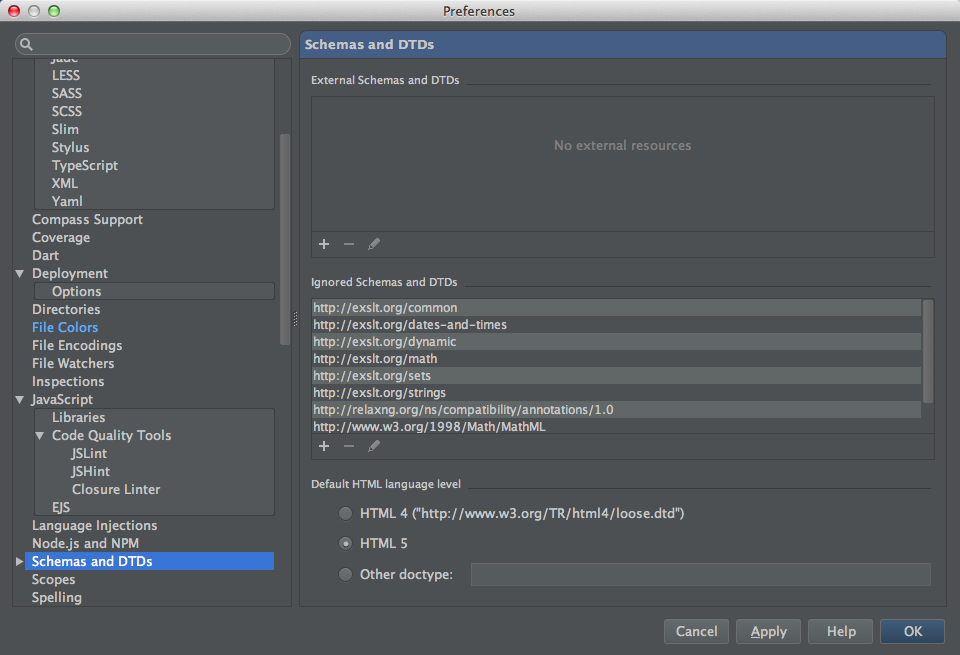 Preferences
Jade
LESS
SASS
SCSS
Slim
Stylus
TypeScript
XML
Yaml
Compass Support
Coverage
Dart
Deployment
Options
Directories
File Colors
File Encodings
File Watchers
Inspections
JavaScript
Libraries
Code Quality Tools
JSLint
JSHint
Closure Linter
EJS
Language Injections
Node.js and NPM
Schemas and DTDs
Scopes
Spelling
Schemas and DTDs
External Schemas and DTDs
No external resources
Ignored Schemas and DTDs
http://exslt.org/common
http://exslt.org/dates-and-times
http://exslt.org/dynamic
http://exslt.org/math
http://exslt.org/sets
http://exslt.org/strings
http://relaxng.org/ns/compatibility/annotations/1.0
http://www.w3.org/1998/Math/MathML
Default HTML language level
HTML 4 ("http://www.w3.org/TR/html4/loose.dtd")
HTML 5
Other doctype:
Cancel
Apply
Help
OK